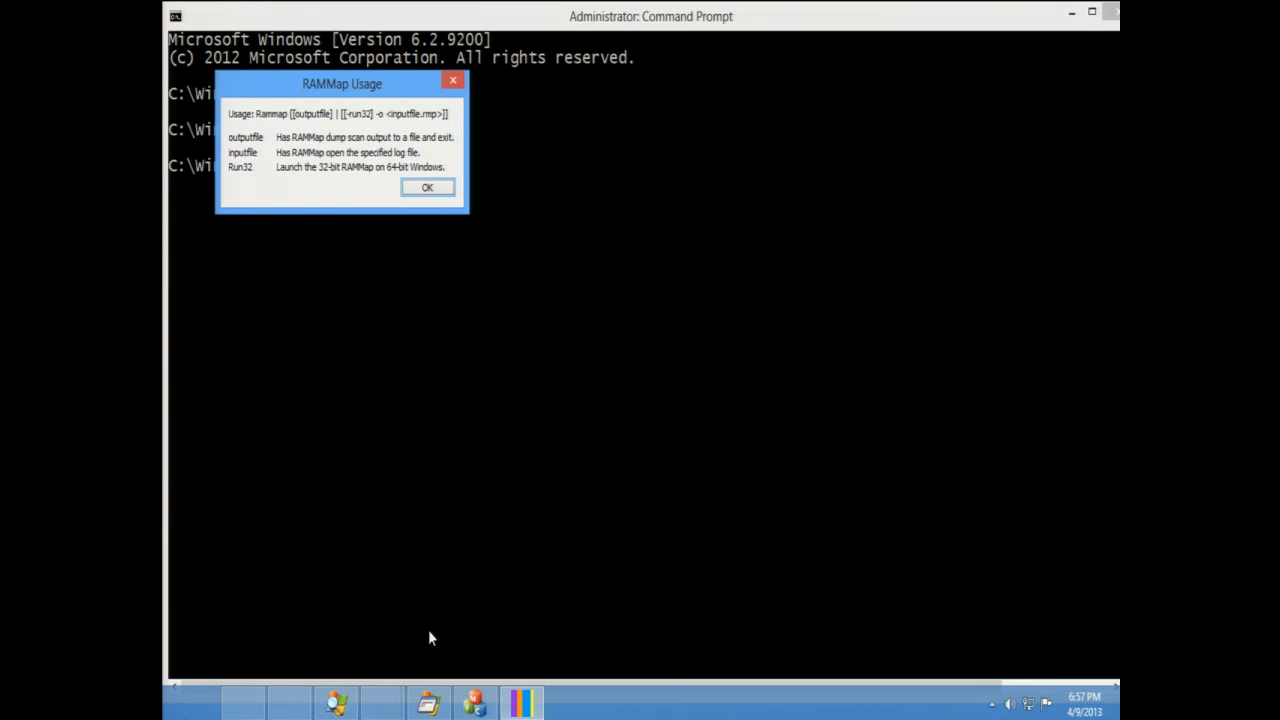 Administrator: Command Prompt
Microsoft Windows [Version 6.2.9200]
(c) 2012 Microsoft Corporation. All rights reserved.
RAMMap Usage
C:\Wi
Usage: Rammap [[outputfile] | [[-run32] -o <inputfile.rmp>]]
C:\Wi
outputfile Has RAMMap dump scan output to a file and exit.
inputfile Has RAMMap open the specified log file.
C:\Wi
Run32 Launch the 32-bit RAMMap on 64-bit Windows.
OK
6:57 PM
4/9/2013